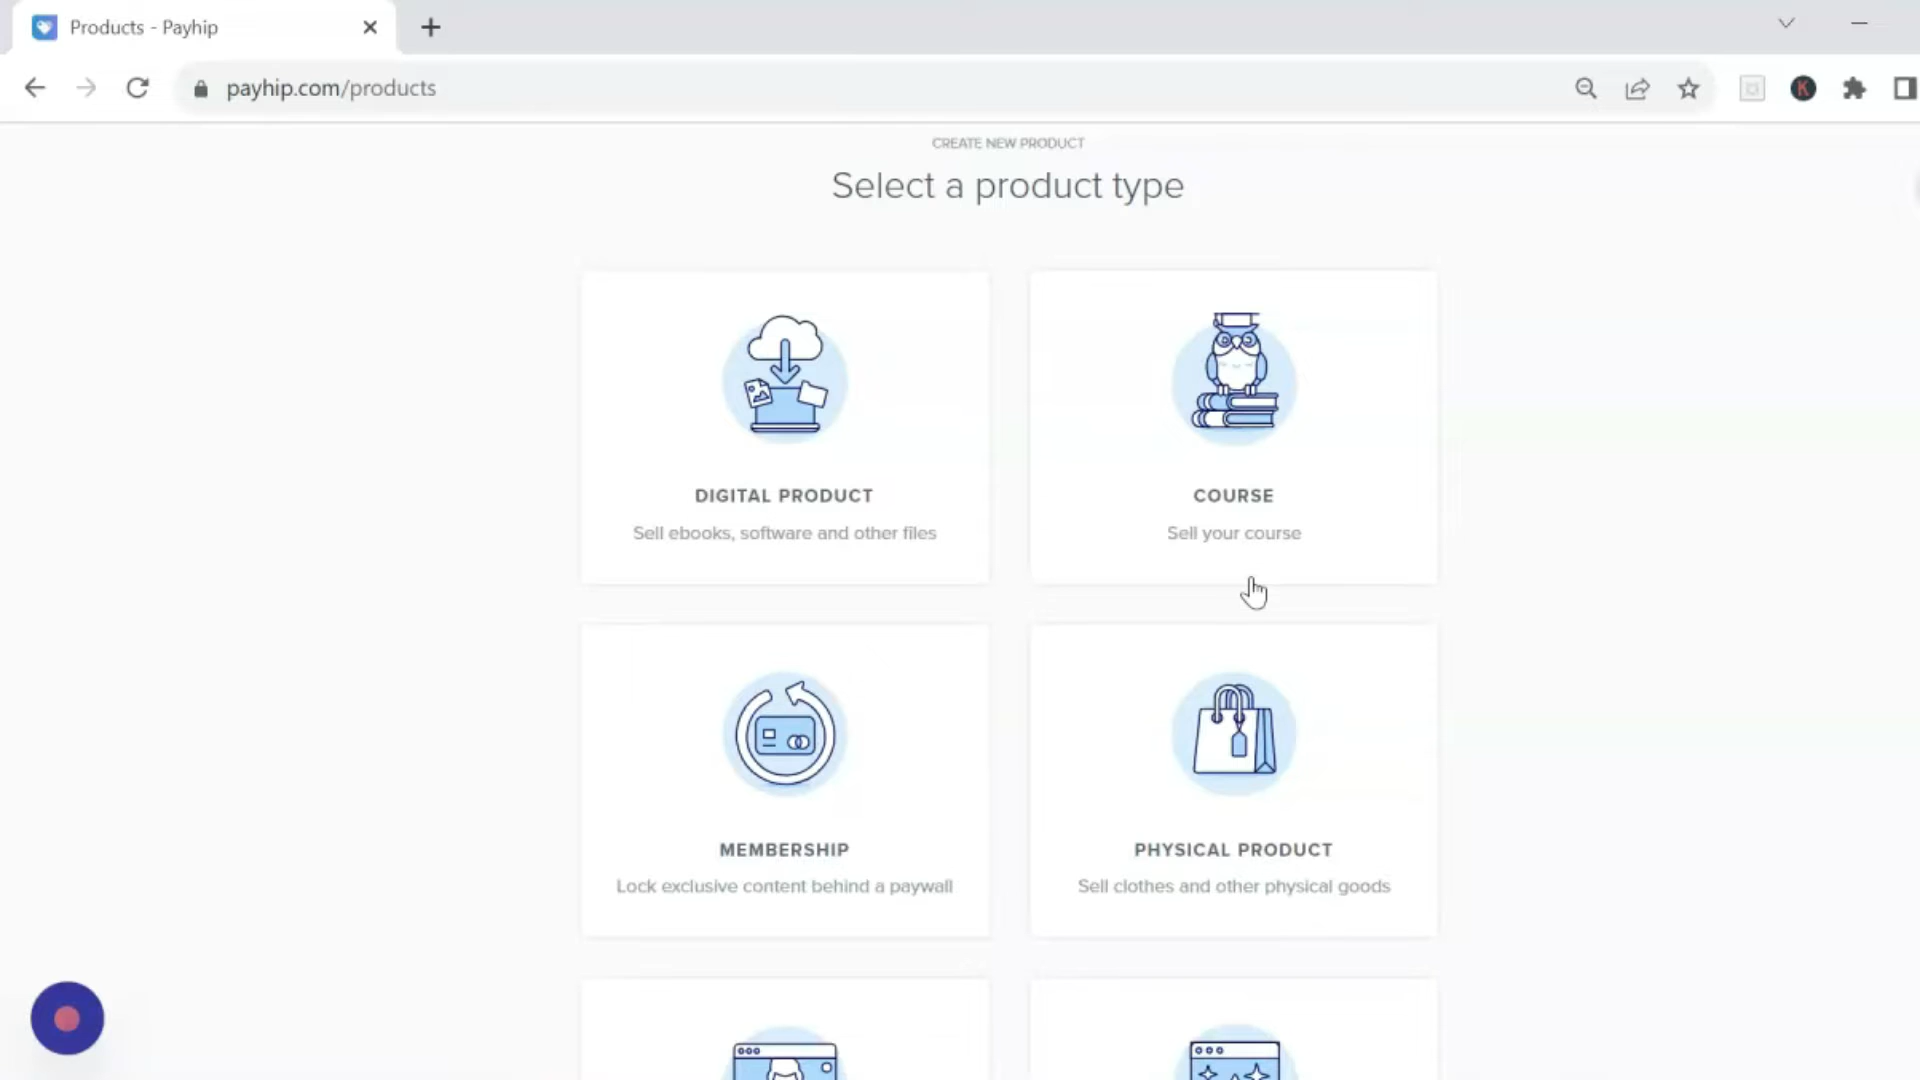 Products - Payhip
payhip.com/products
K
CREATE NEW PRODUCT
Select a product type
DIGITAL PRODUCT
Sell ebooks, software and other files
COURSE
Sell your course
MEMBERSHIP
Lock exclusive content behind a paywall
PHYSICAL PRODUCT
Sell clothes and other physical goods